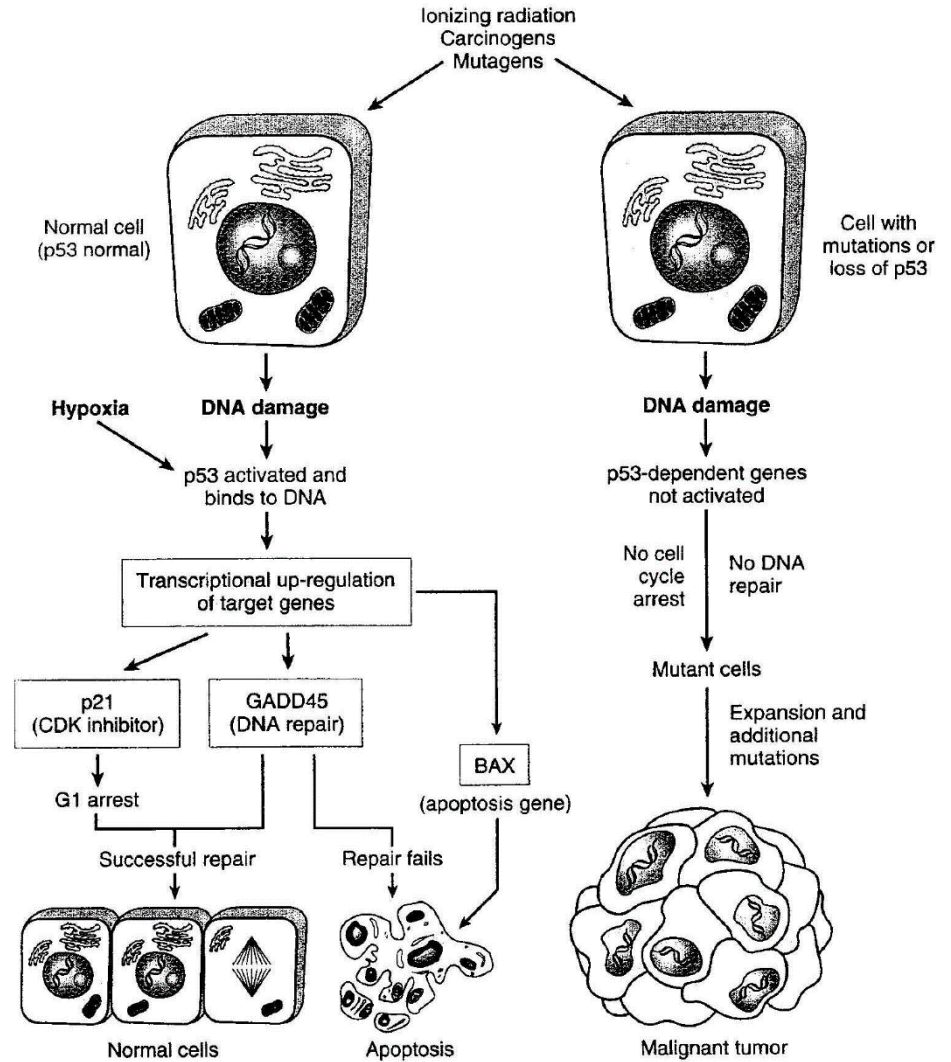 Ionizing radiation
Carcinogens
Mutagens
Normal cell
(p53 normal)
Cell with
mutations or
loss of p53
Hypoxia
DNA damage
DNA damage
p53 activated and
binds to DNA
p53-dependent genes
not activated
Transcriptional up-regulation
of target genes
No cell
cycle
arrest
No DNA
repair
p21
(CDK inhibitor)
GADD45
(DNA repair)
Mutant cells
BAX
(apoptosis gene)
Expansion and
additional
mutations
G1 arrest
Successful repair
Repair fails
Normal cells
Apoptosis
Malignant tumor